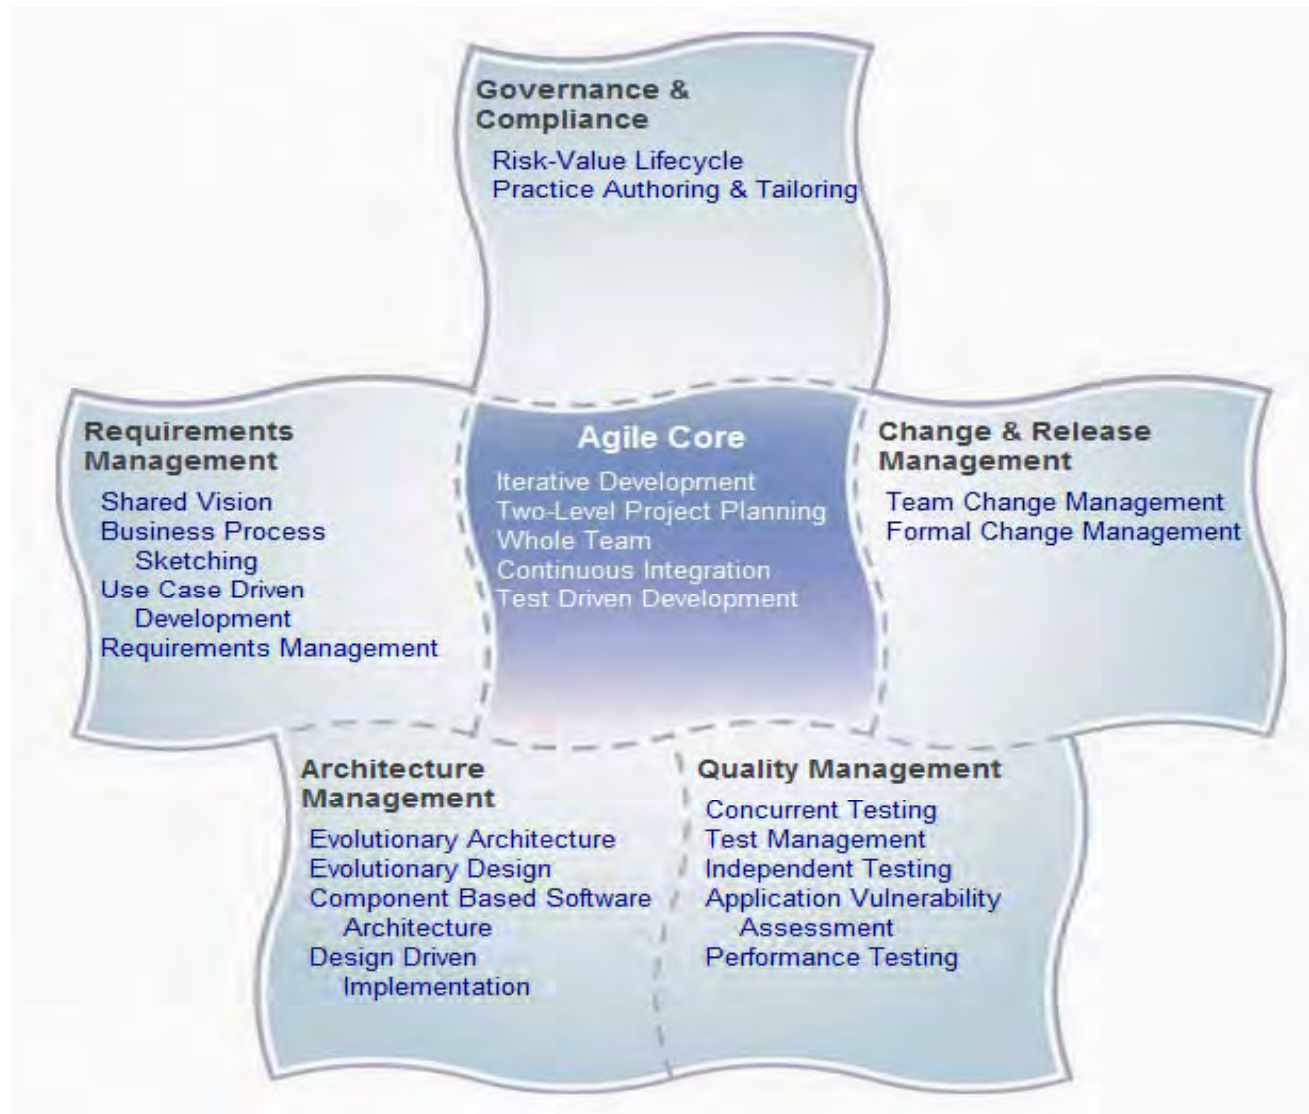 Governance &
Compliance
Risk-Value Lifecycle
Practice Authoring & Tailoring
Requirements
Management
Shared Vision
Business Process
Sketching
Use Case Driven
Development
Requirements Management
Agile Core
Iterative Development
Two-Level Project Planning
Whole Team
Continuous Integration
Test Driven Development
Change & Release
Management
Team Change Management
Formal Change Management
Architecture
Management
Evolutionary Architecture
Evolutionary Design
Component Based Software
Architecture
Design Driven
Implementation
Quality Management
Concurrent Testing
Test Management
Independent Testing
Application Vulnerability
Assessment
Performance Testing